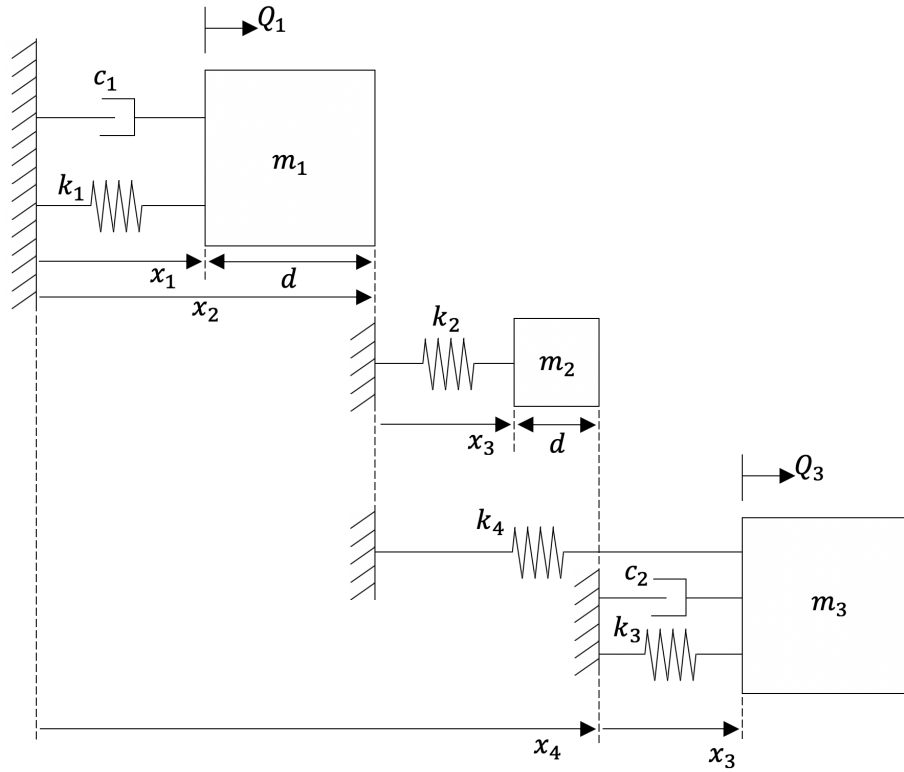 Q₁
c₁
m₁
k₁
x₁
d
x₂
k₂
m₂
x₃
d
Q₃
k₄
c₂
m₃
k₃
x₄
x₃